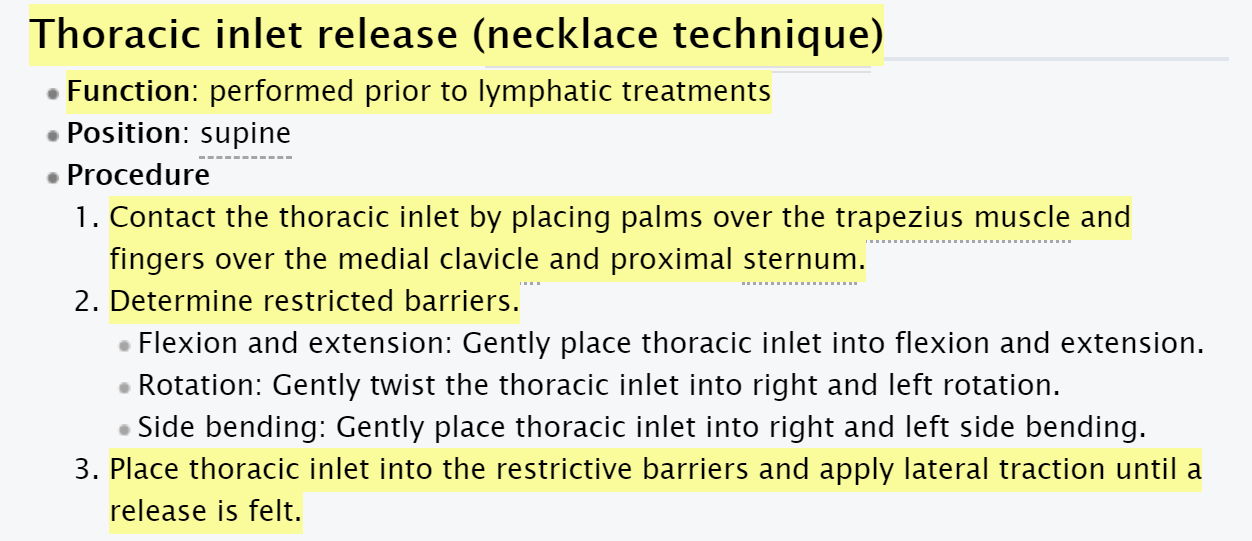 Thoracic inlet release (necklace technique)
Function: performed prior to lymphatic treatments
Position: supine
Procedure
1. Contact the thoracic inlet by placing palms over the trapezius muscle and
fingers over the medial clavicle and proximal sternum.
2. Determine restricted barriers.
Flexion and extension: Gently place thoracic inlet into flexion and extension.
Rotation: Gently twist the thoracic inlet into right and left rotation.
Side bending: Gently place thoracic inlet into right and left side bending.
3. Place thoracic inlet into the restrictive barriers and apply lateral traction until a
release is felt.